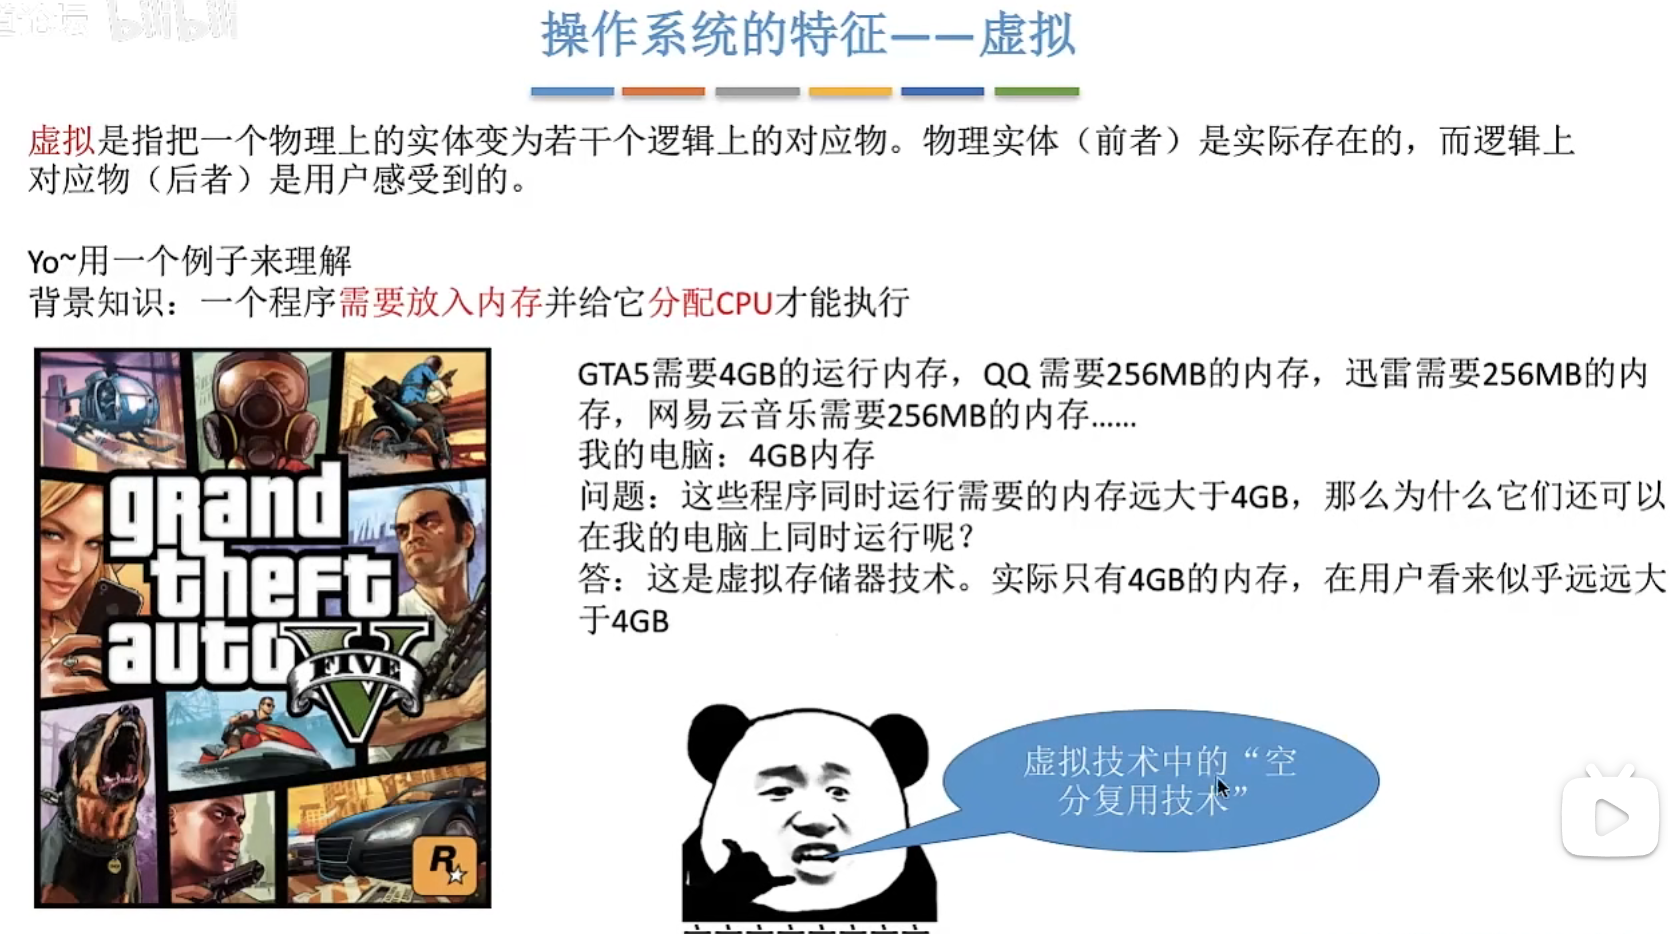 论坛 bilibili
操作系统的特征——虚拟
虚拟是指把一个物理上的实体变为若干个逻辑上的对应物。物理实体（前者）是实际存在的，而逻辑上
对应物（后者）是用户感受到的。
Yo~用一个例子来理解
背景知识：一个程序需要放入内存并给它分配CPU才能执行
GTA5需要4GB的运行内存，QQ 需要256MB的内存，迅雷需要256MB的内
存，网易云音乐需要256MB的内存……
我的电脑：4GB内存
问题：这些程序同时运行需要的内存远大于4GB，那么为什么它们还可以
在我的电脑上同时运行呢？
答：这是虚拟存储器技术。实际只有4GB的内存，在用户看来似乎远远大
于4GB
grand
theft
auto
V
FIVE
R
虚拟技术中的“空
分复用技术”